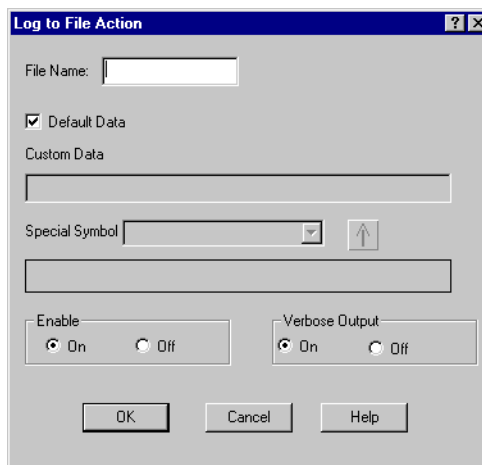 Log to File Action
File Name:
Default Data
Custom Data
Special Symbol
Enable
On Off
Verbose Output
On Off
OK Cancel Help